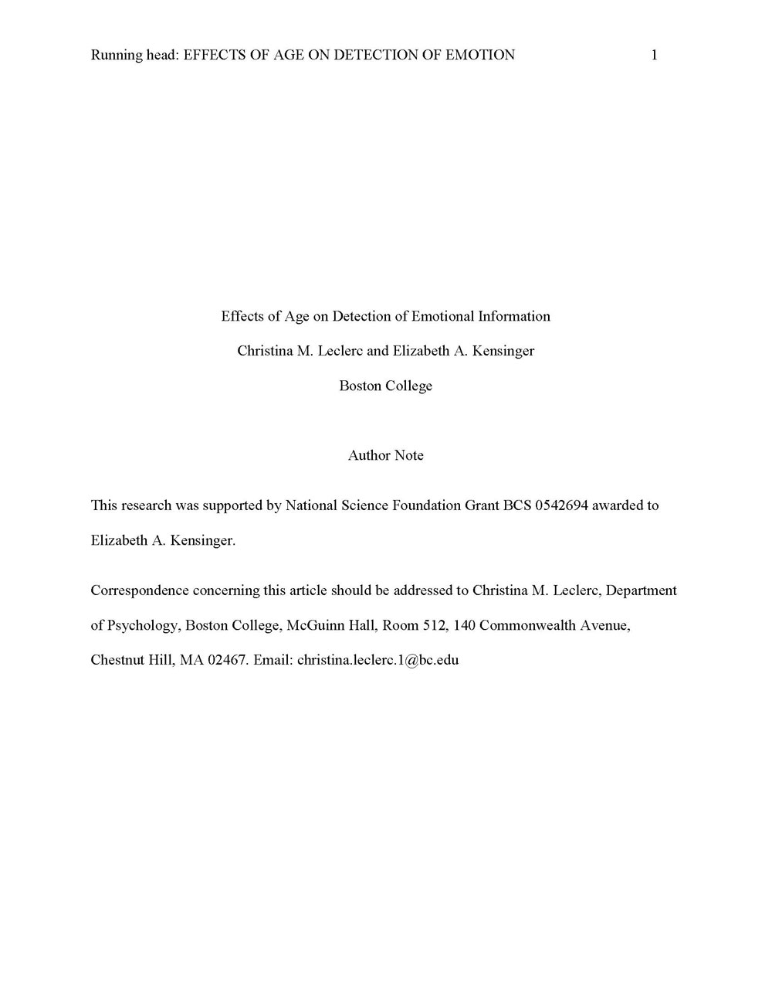 Running head: EFFECTS OF AGE ON DETECTION OF EMOTION 1
Effects of Age on Detection of Emotional Information
Christina M. Leclerc and Elizabeth A. Kensinger
Boston College
Author Note
This research was supported by National Science Foundation Grant BCS 0542694 awarded to
Elizabeth A. Kensinger.
Correspondence concerning this article should be addressed to Christina M. Leclerc, Department
of Psychology, Boston College, McGuinn Hall, Room 512, 140 Commonwealth Avenue,
Chestnut Hill, MA 02467. Email: christina.leclerc.1@bc.edu